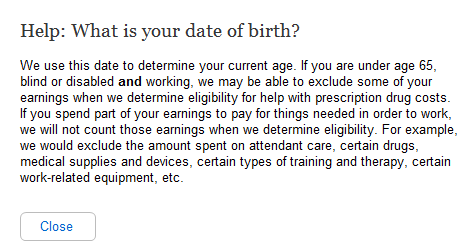 Help: What is your date of birth?
We use this date to determine your current age. If you are under age 65,
blind or disabled and working, we may be able to exclude some of your
earnings when we determine eligibility for help with prescription drug costs.
If you spend part of your earnings to pay for things needed in order to work,
we will not count those earnings when we determine eligibility. For example,
we would exclude the amount spent on attendant care, certain drugs,
medical supplies and devices, certain types of training and therapy, certain
work-related equipment, etc.
Close